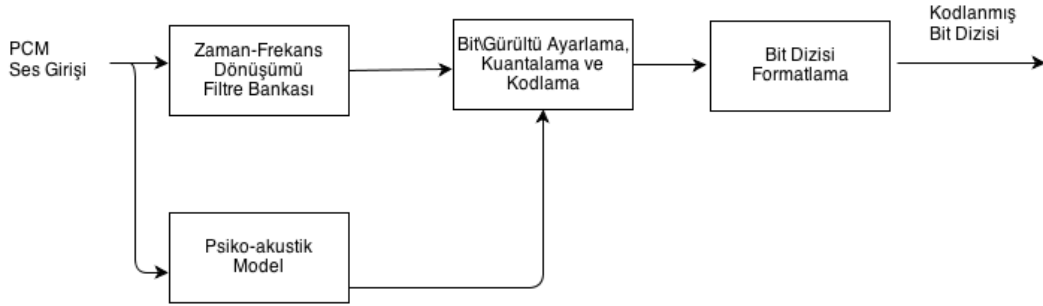 PCM
Ses Girişi
Zaman-Frekans
Dönüşümü
Filtre Bankası
Bit\Gürültü Ayarlama,
Kuantalama ve
Kodlama
Bit Dizisi
Formatlama
Kodlanmış
Bit Dizisi
Psiko-akustik
Model